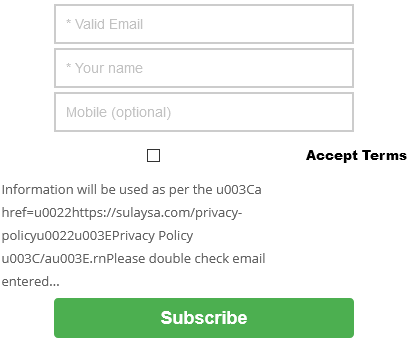 * Valid Email
* Your name
Mobile (optional)
Accept Terms
Information will be used as per the u003Ca
href=u0022https://sulaysa.com/privacy-
policyu0022u003EPrivacy Policy
u003C/au003E.rnPlease double check email
entered...
Subscribe